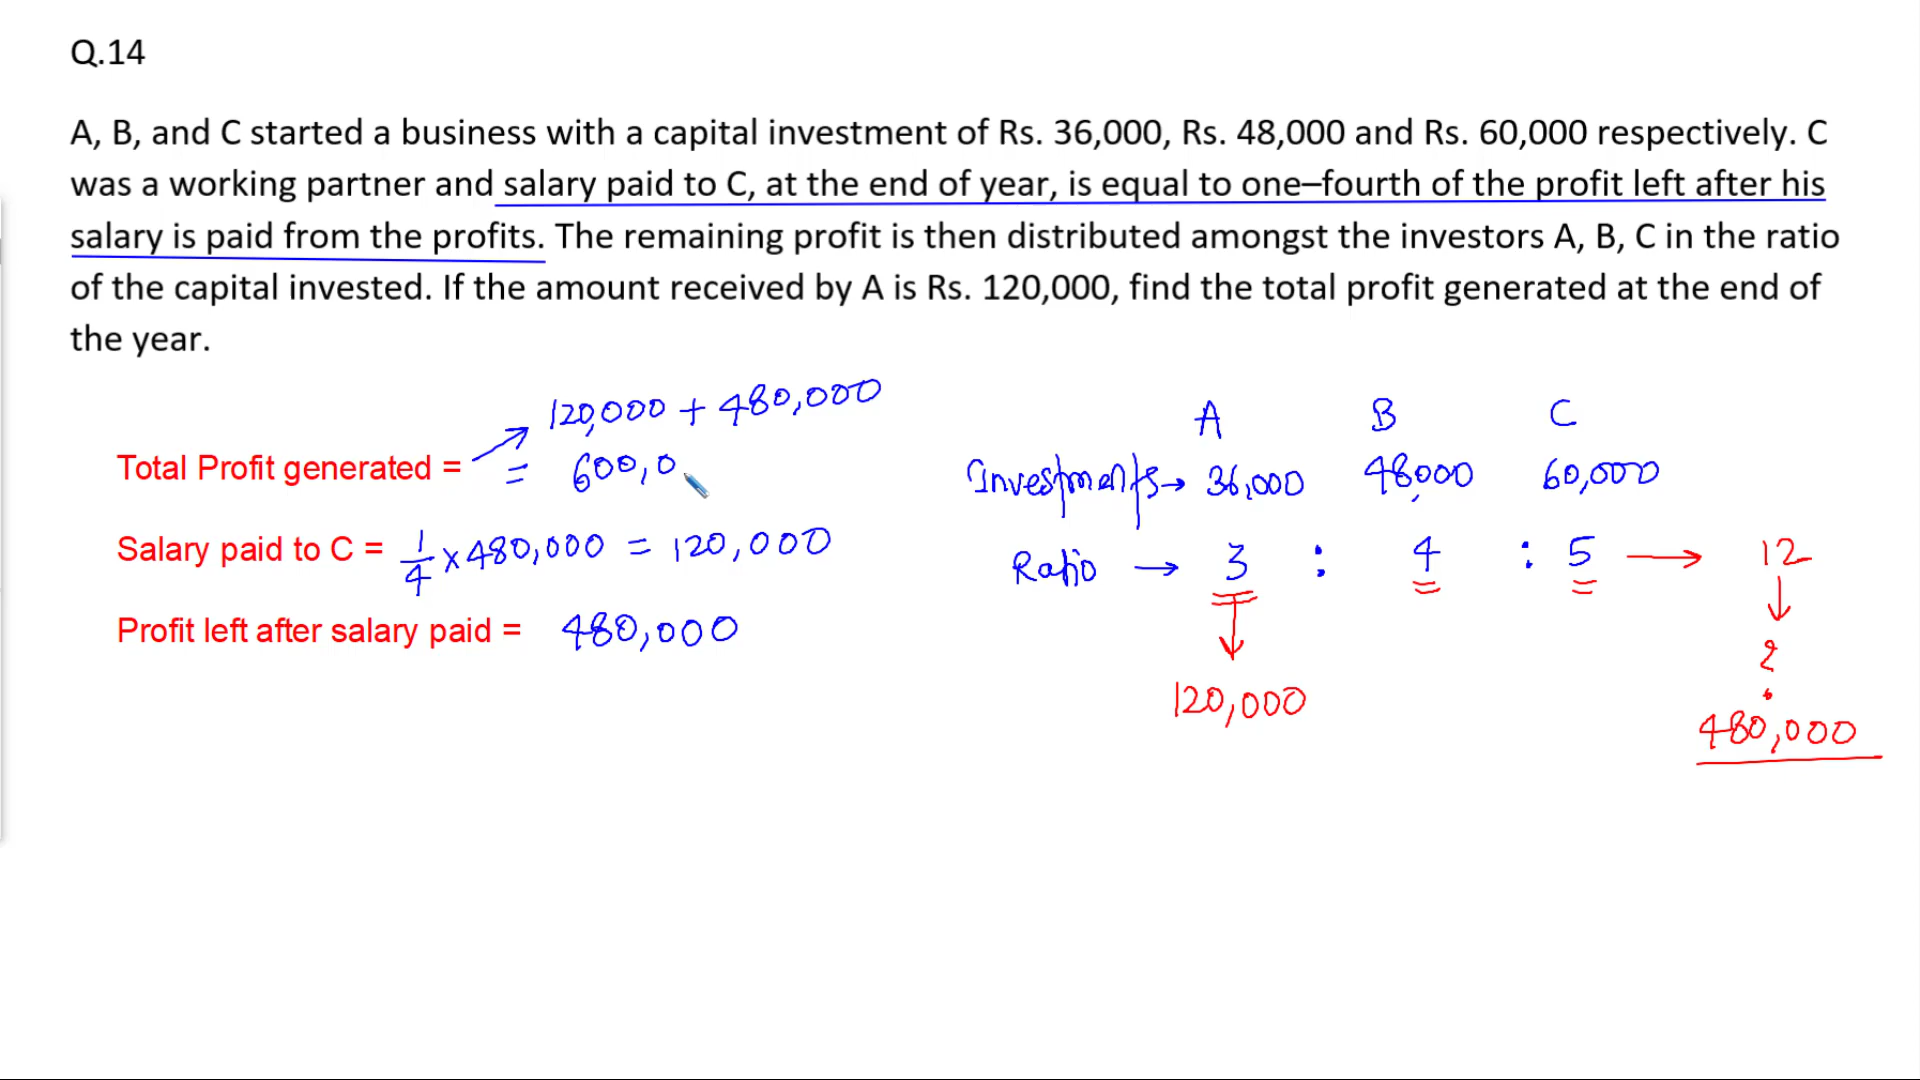 Q.14
A, B, and C started a business with a capital investment of Rs. 36,000, Rs. 48,000 and Rs. 60,000 respectively. C
was a working partner and salary paid to C, at the end of year, is equal to one–fourth of the profit left after his
salary is paid from the profits. The remaining profit is then distributed amongst the investors A, B, C in the ratio
of the capital invested. If the amount received by A is Rs. 120,000, find the total profit generated at the end of
the year.
120,000 + 480,000
Total Profit generated =
= 600,0
Salary paid to C = 1/4 × 480,000 = 120,000
Profit left after salary paid = 480,000
A B C
Investments → 36,000 48,000 60,000
Ratio → 3 : 4 : 5 → 12
?
120,000
480,000